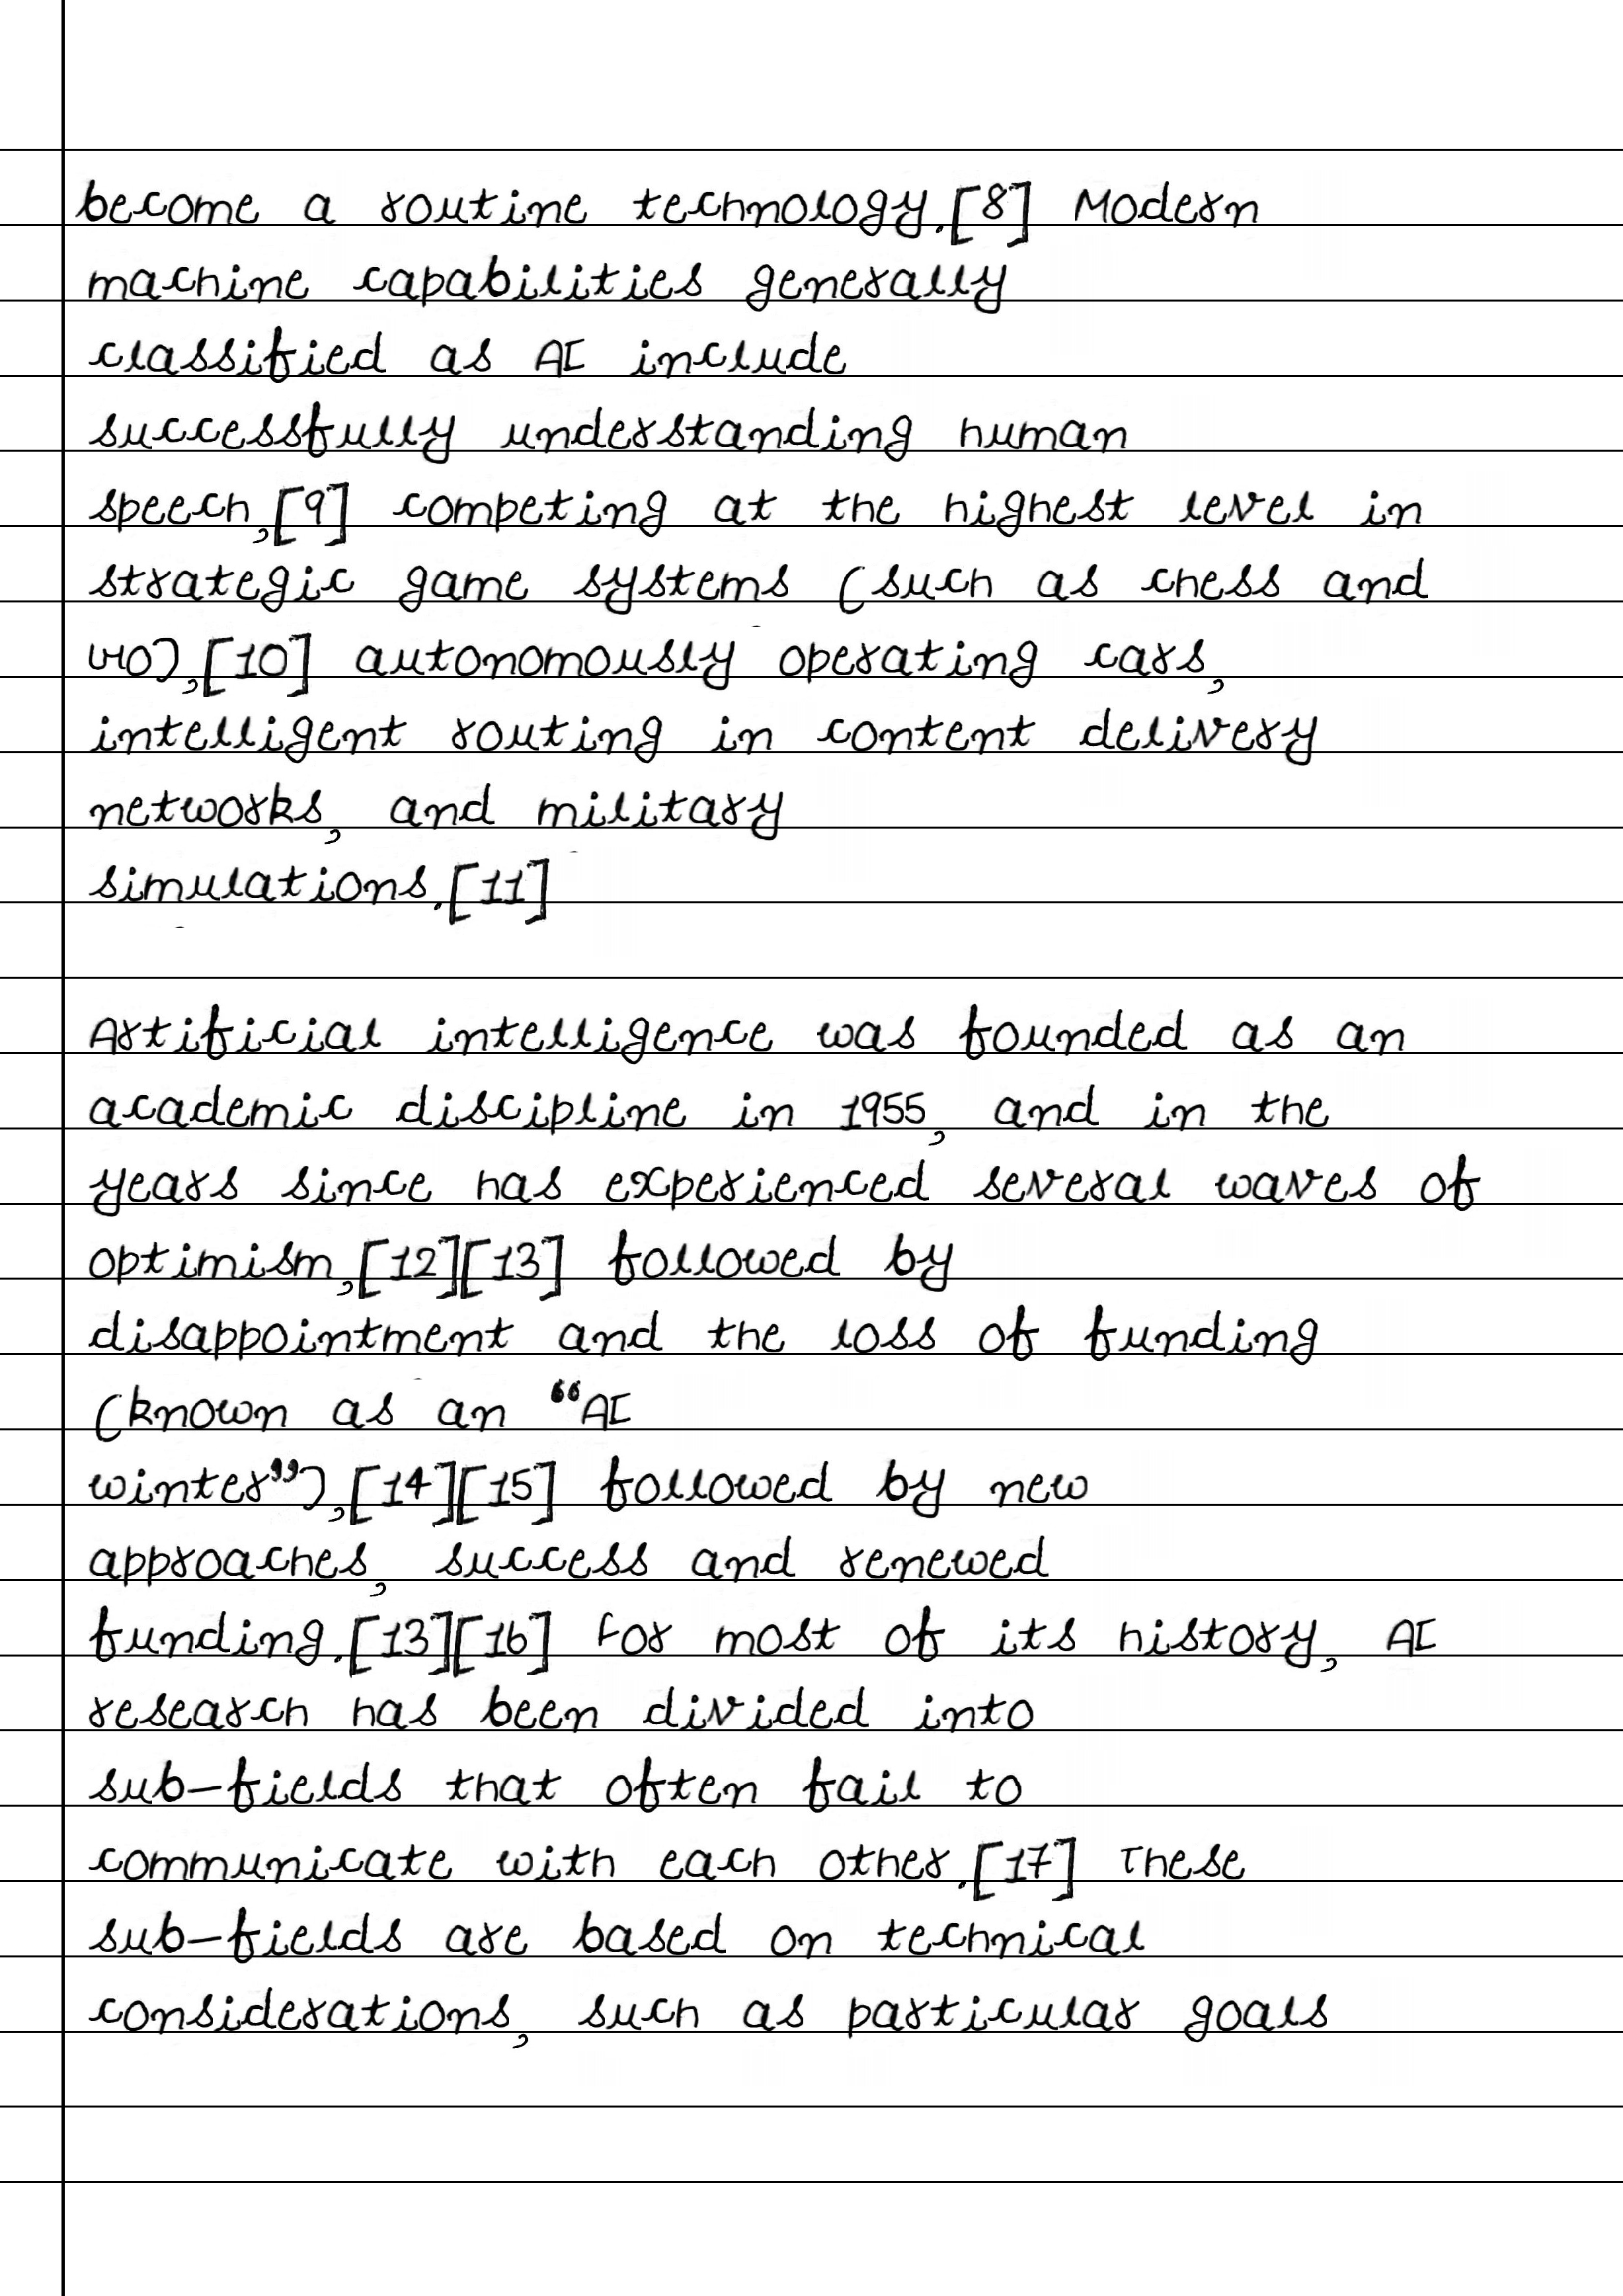 become a routine technology.[8] Modern
machine capabilities generally
classified as AI include
successfully understanding human
speech,[9] competing at the highest level in
strategic game systems (such as chess and
Go),[10] autonomously operating cars,
intelligent routing in content delivery
networks, and military
simulations.[11]
Artificial intelligence was founded as an
academic discipline in 1955, and in the
years since has experienced several waves of
optimism,[12][13] followed by
disappointment and the loss of funding
(known as an “AI
winter”),[14][15] followed by new
approaches, success and renewed
funding.[13][16] For most of its history, AI
research has been divided into
sub-fields that often fail to
communicate with each other.[17] These
sub-fields are based on technical
considerations, such as particular goals